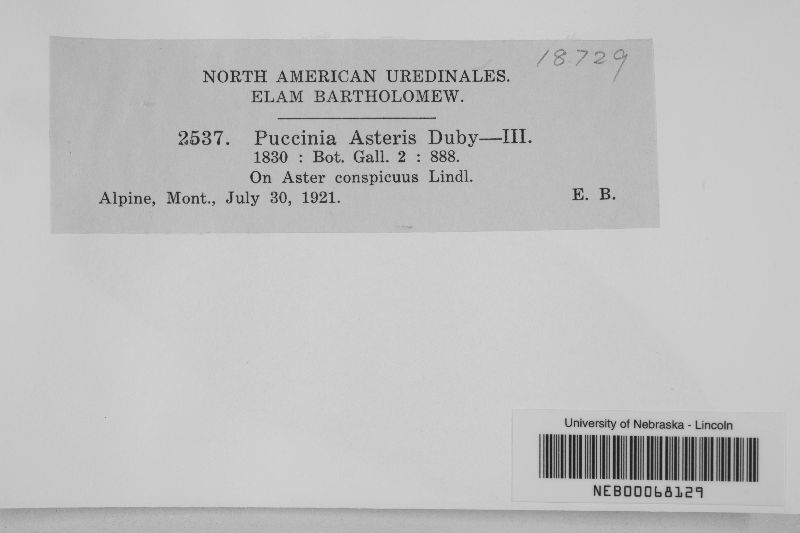 18729
NORTH AMERICAN UREDINALES.
ELAM BARTHOLOMEW.
2537. Puccinia Asteris Duby—III.
1830 : Bot. Gall. 2 : 888.
On Aster conspicuus Lindl.
Alpine, Mont., July 30, 1921. E. B.
University of Nebraska - Lincoln
NEB00068129